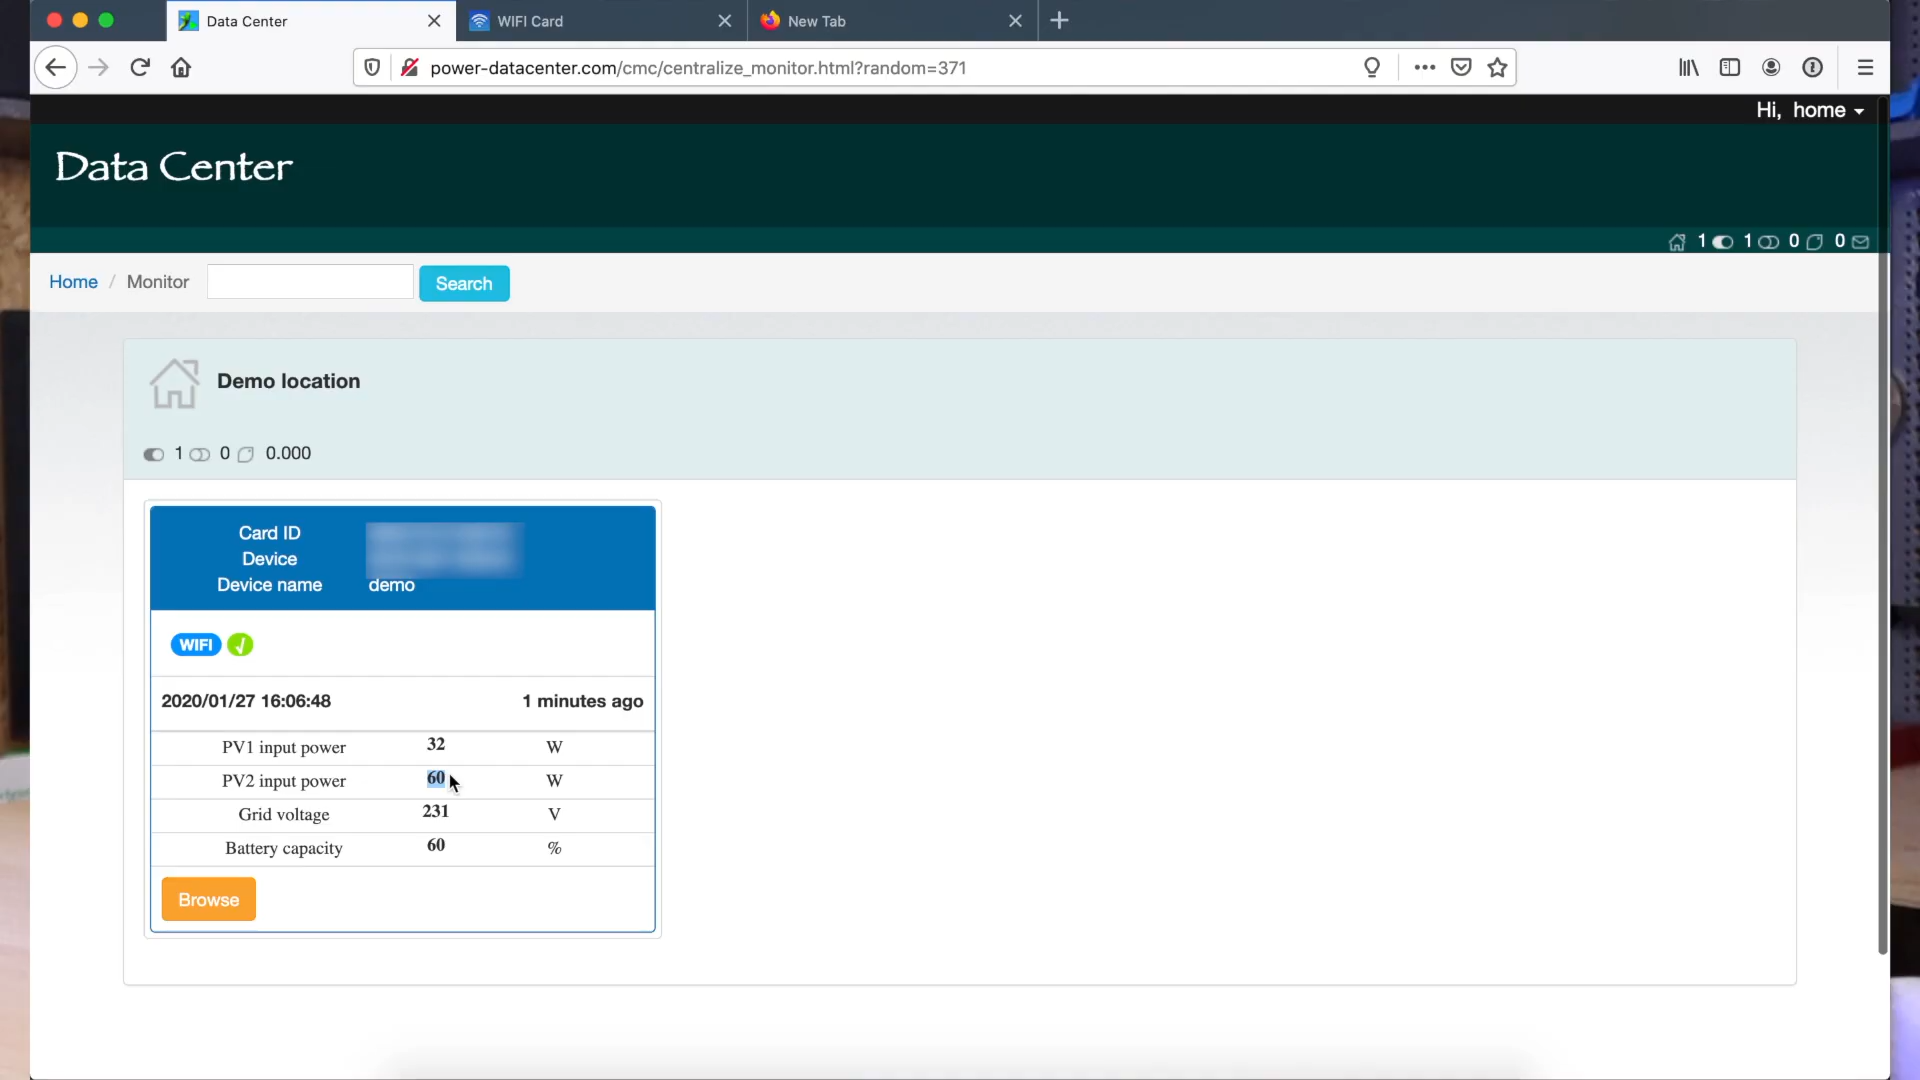 Data Center
WIFI Card
New Tab
power-datacenter.com/cmc/centralize_monitor.html?random=371
Hi, home
Data Center
1 1 0 0
Home / Monitor Search
Demo location
1 0 0.000
Card ID
Device
Device name demo
WIFI √
2020/01/27 16:06:48 1 minutes ago
PV1 input power 32 W
PV2 input power 60 W
Grid voltage 231 V
Battery capacity 60 %
Browse